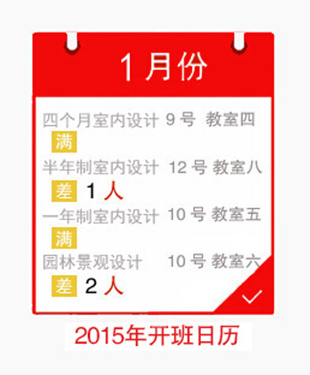 1月份
四个月室内设计 9号 教室四
满
半年制室内设计 12号 教室八
差 1人
一年制室内设计 10号 教室五
满
园林景观设计 10号 教室六
差 2人
2015年开班日历